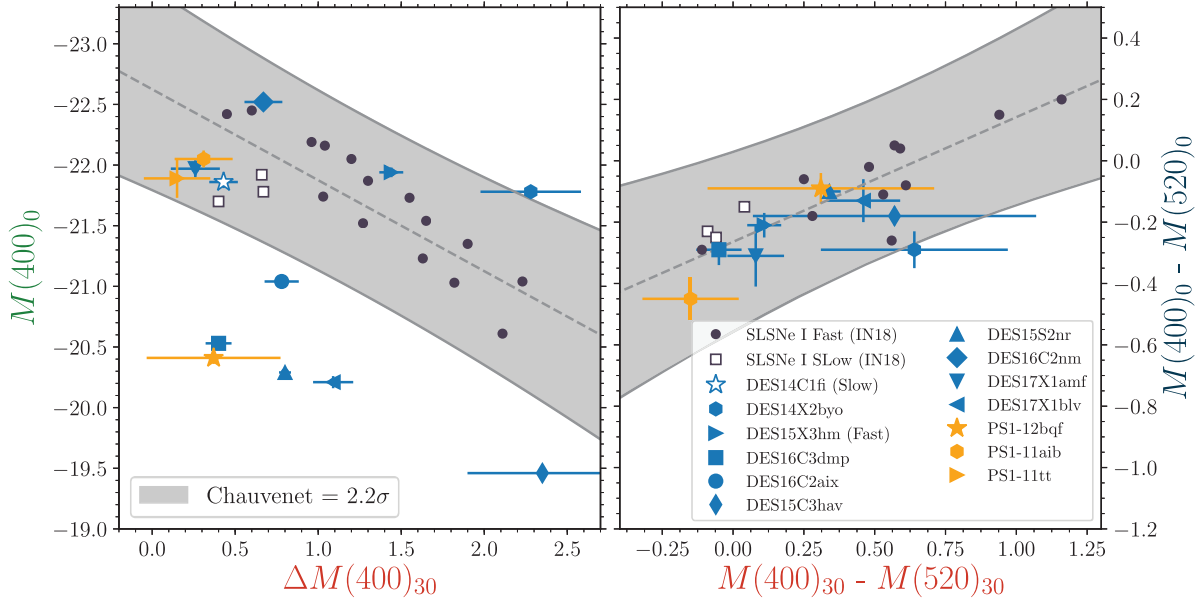 −23.0
−22.5
−22.0
−21.5
−21.0
−20.5
−20.0
−19.5
−19.0
M(400)₀
0.0 0.5 1.0 1.5 2.0 2.5
ΔM(400)₃₀
Chauvenet = 2.2σ
0.4
0.2
0.0
−0.2
−0.4
−0.6
−0.8
−1.0
−1.2
M(400)₀ - M(520)₀
−0.25 0.00 0.25 0.50 0.75 1.00 1.25
M(400)₃₀ - M(520)₃₀
SLSNe I Fast (IN18)
SLSNe I SLow (IN18)
DES14C1fi (Slow)
DES14X2byo
DES15X3hm (Fast)
DES16C3dmp
DES16C2aix
DES15C3hav
DES15S2nr
DES16C2nm
DES17X1amf
DES17X1blv
PS1-12bqf
PS1-11aib
PS1-11tt